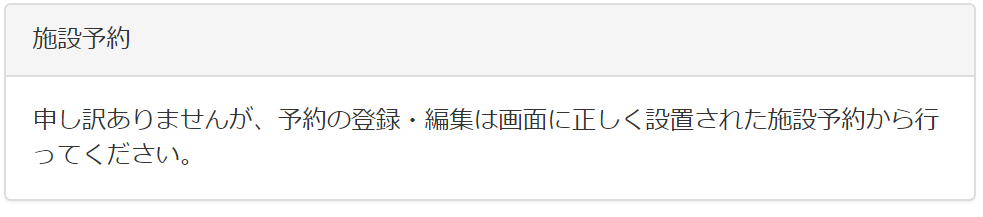 施設予約
申し訳ありませんが、予約の登録・編集は画面に正しく設置された施設予約から行
ってください。